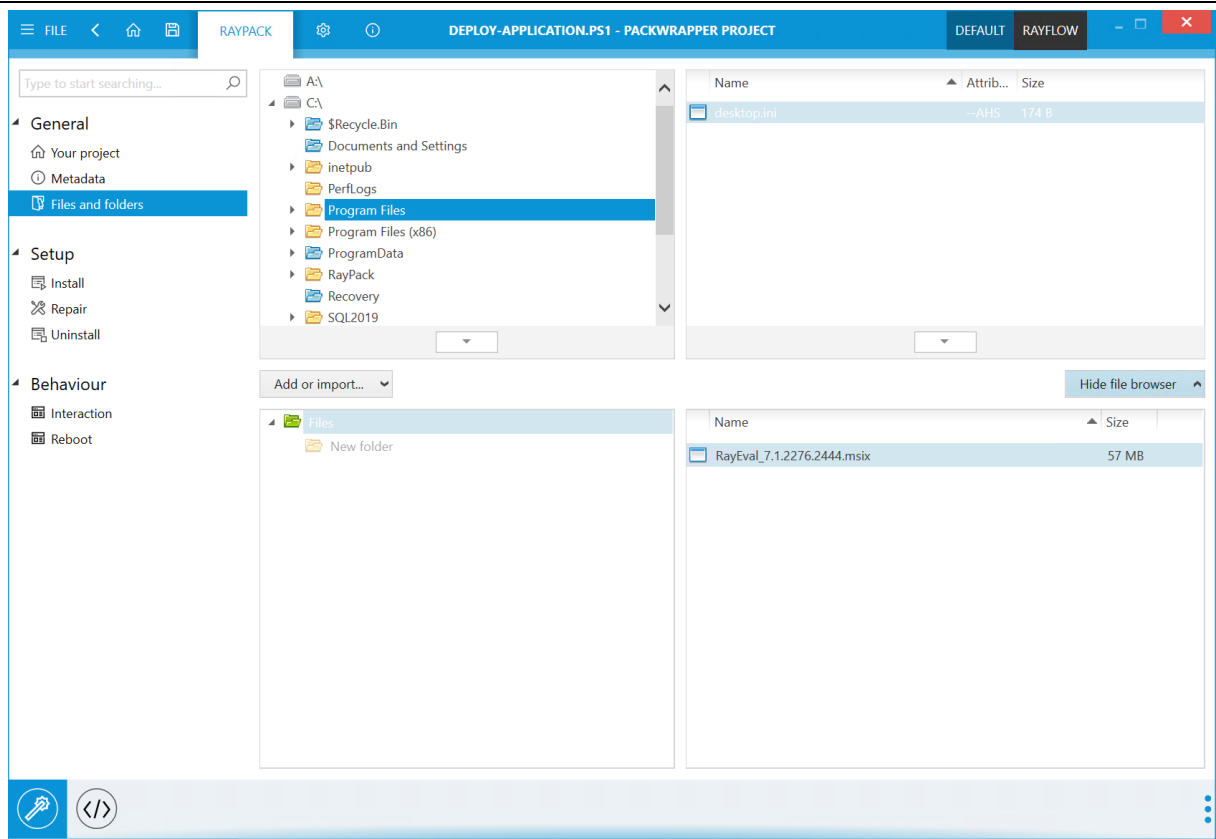 FILE RAYPACK DEPLOY-APPLICATION.PS1 - PACKWRAPPER PROJECT DEFAULT RAYFLOW
Type to start searching...
General
Your project
Metadata
Files and folders
Setup
Install
Repair
Uninstall
Behaviour
Interaction
Reboot
A:\
C:\
$Recycle.Bin
Documents and Settings
inetpub
PerfLogs
Program Files
Program Files (x86)
ProgramData
RayPack
Recovery
SQL2019
Name Attrib... Size
desktop.ini --AHS 174 B
Add or import... Hide file browser
Files
New folder
Name Size
RayEval_7.1.2276.2444.msix 57 MB